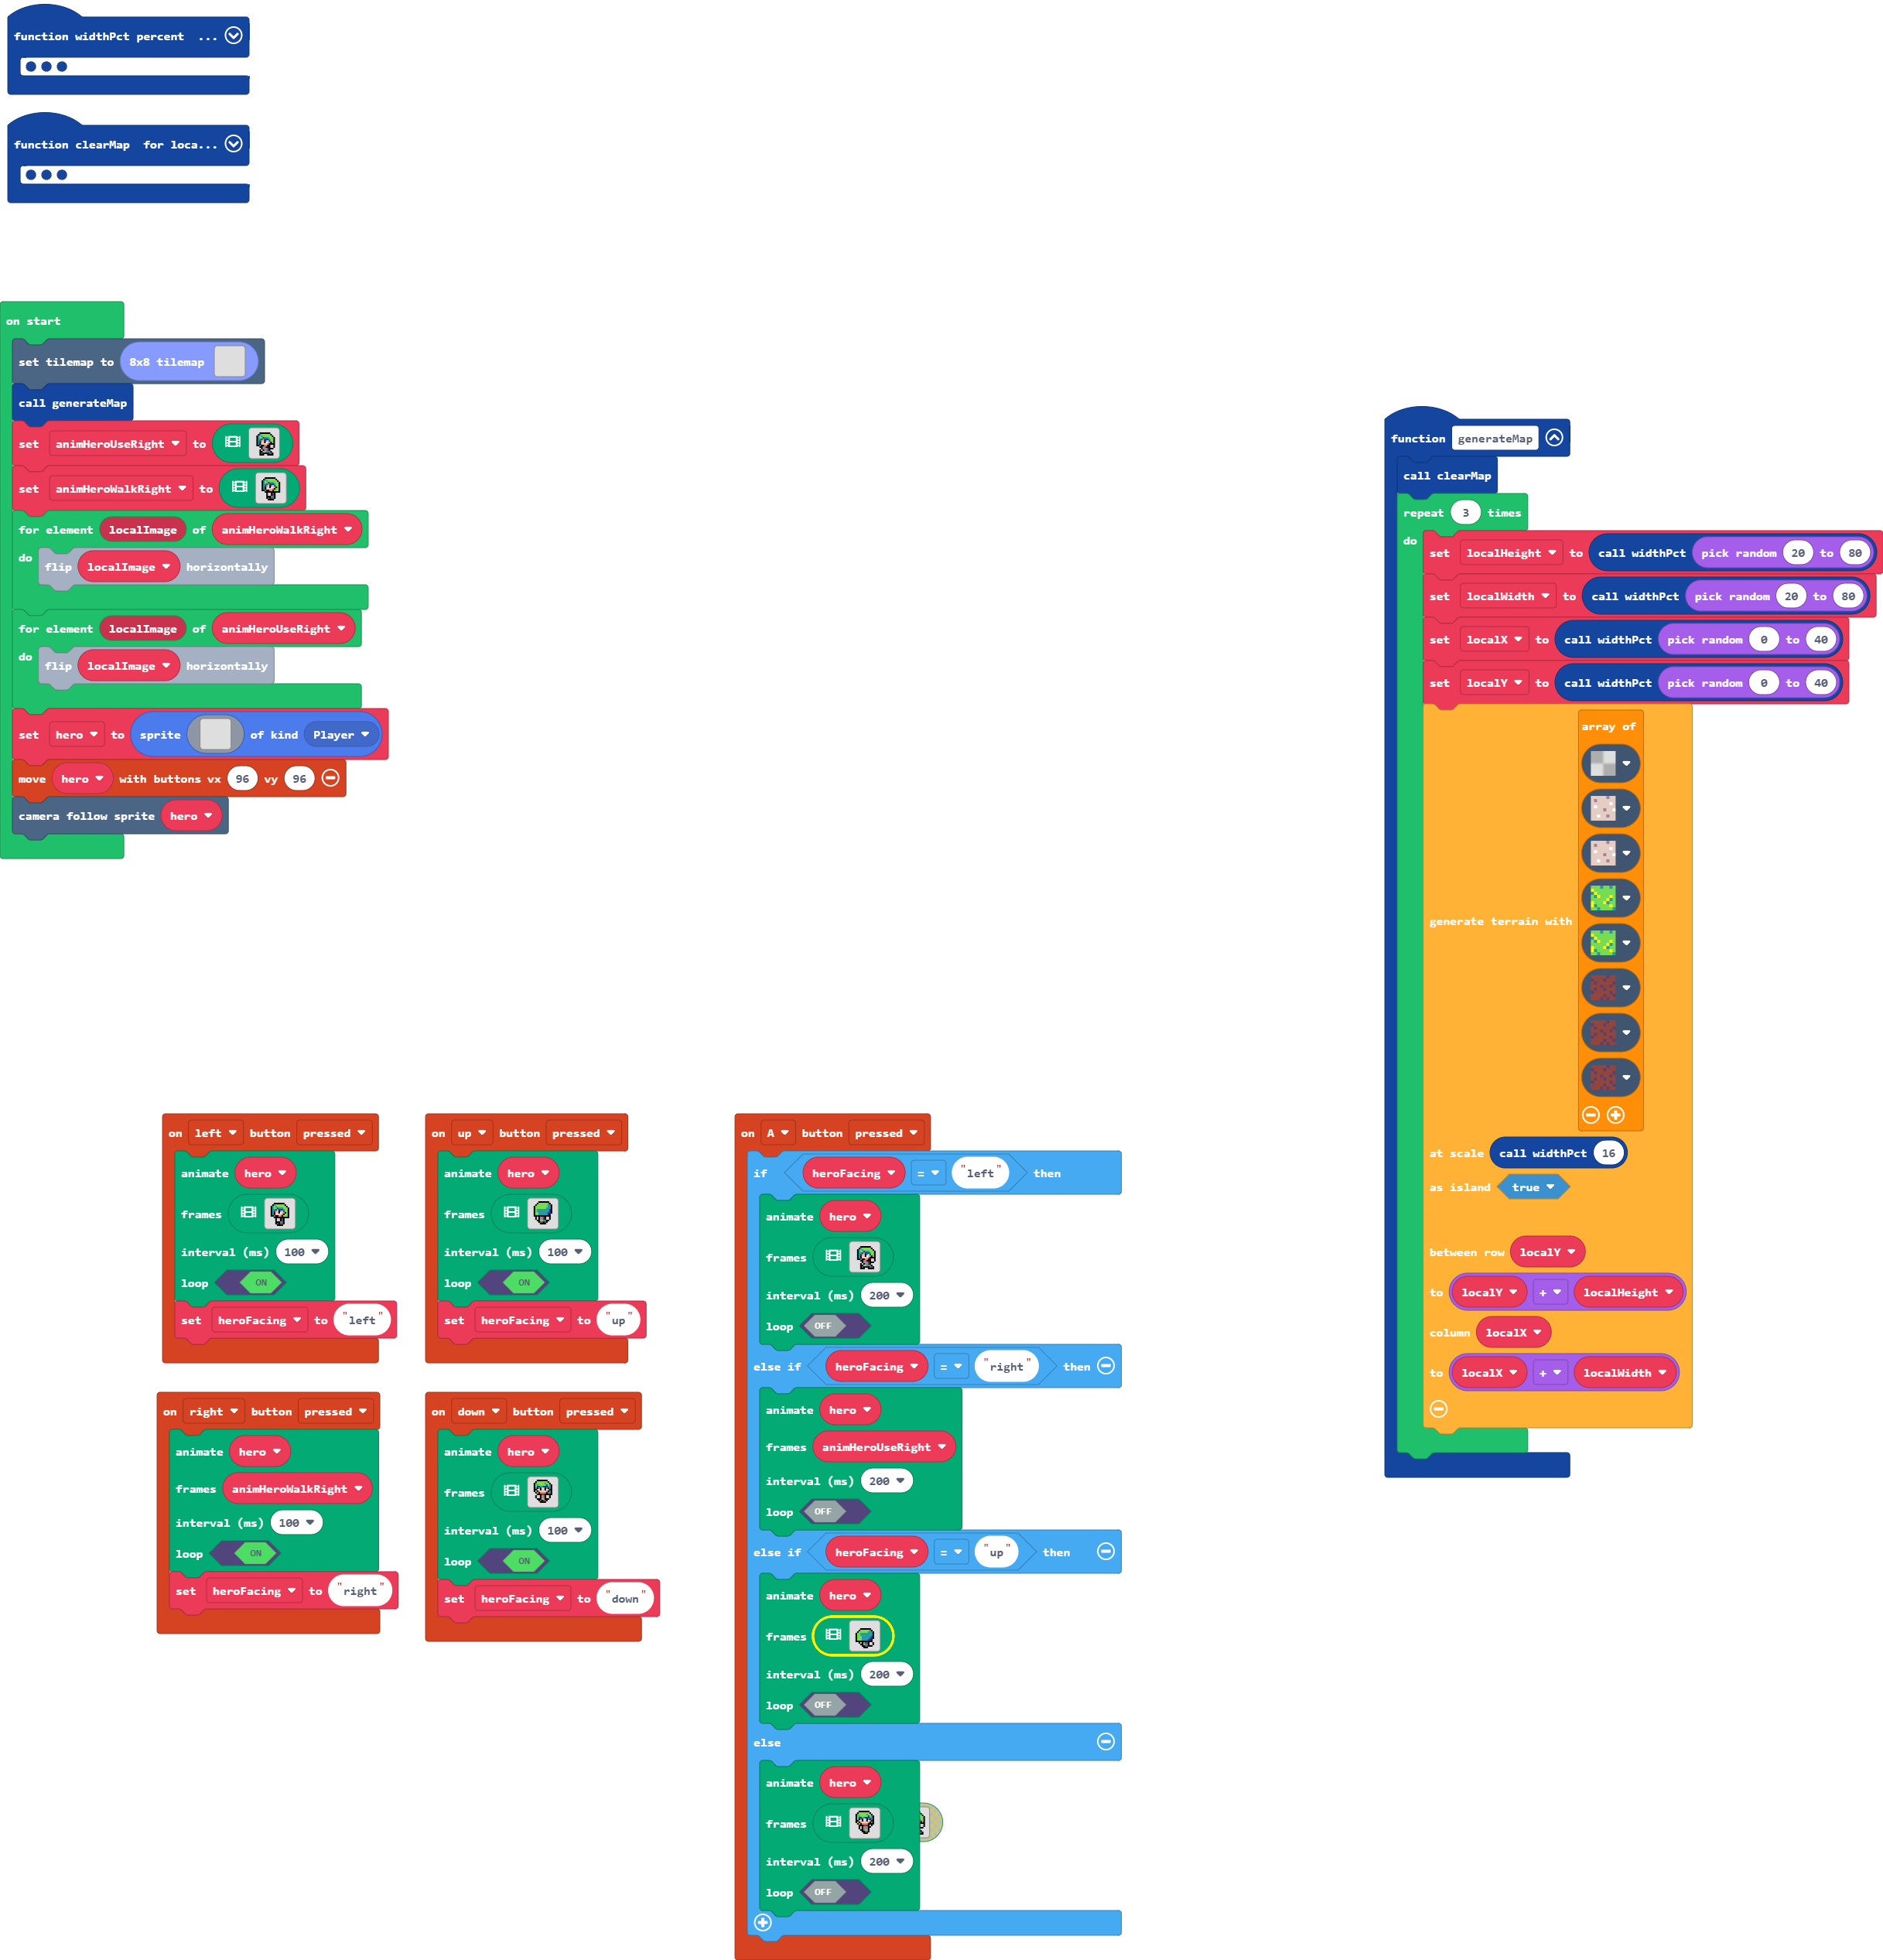 function widthPct percent ...
function clearMap for loca...
on start
set tilemap to 8x8 tilemap
call generateMap
set animHeroUseRight to
set animHeroWalkRight to
for element localImage of animHeroWalkRight
do
flip localImage horizontally
for element localImage of animHeroUseRight
do
flip localImage horizontally
set hero to sprite of kind Player
move hero with buttons vx 96 vy 96
camera follow sprite hero
on left button pressed
animate hero
frames
interval (ms) 100
loop ON
set heroFacing to "left"
on up button pressed
animate hero
frames
interval (ms) 100
loop ON
set heroFacing to "up"
on right button pressed
animate hero
frames animHeroWalkRight
interval (ms) 100
loop ON
set heroFacing to "right"
on down button pressed
animate hero
frames
interval (ms) 100
loop ON
set heroFacing to "down"
on A button pressed
if heroFacing = "left" then
animate hero
frames
interval (ms) 200
loop OFF
else if heroFacing = "right" then
animate hero
frames animHeroUseRight
interval (ms) 200
loop OFF
else if heroFacing = "up" then
animate hero
frames
interval (ms) 200
loop OFF
else
animate hero
frames
interval (ms) 200
loop OFF
function generateMap
call clearMap
repeat 3 times
do
set localHeight to call widthPct pick random 20 to 80
set localWidth to call widthPct pick random 20 to 80
set localX to call widthPct pick random 0 to 40
set localY to call widthPct pick random 0 to 40
array of
generate terrain with
at scale call widthPct 16
as island true
between row localY
to localY + localHeight
column localX
to localX + localWidth